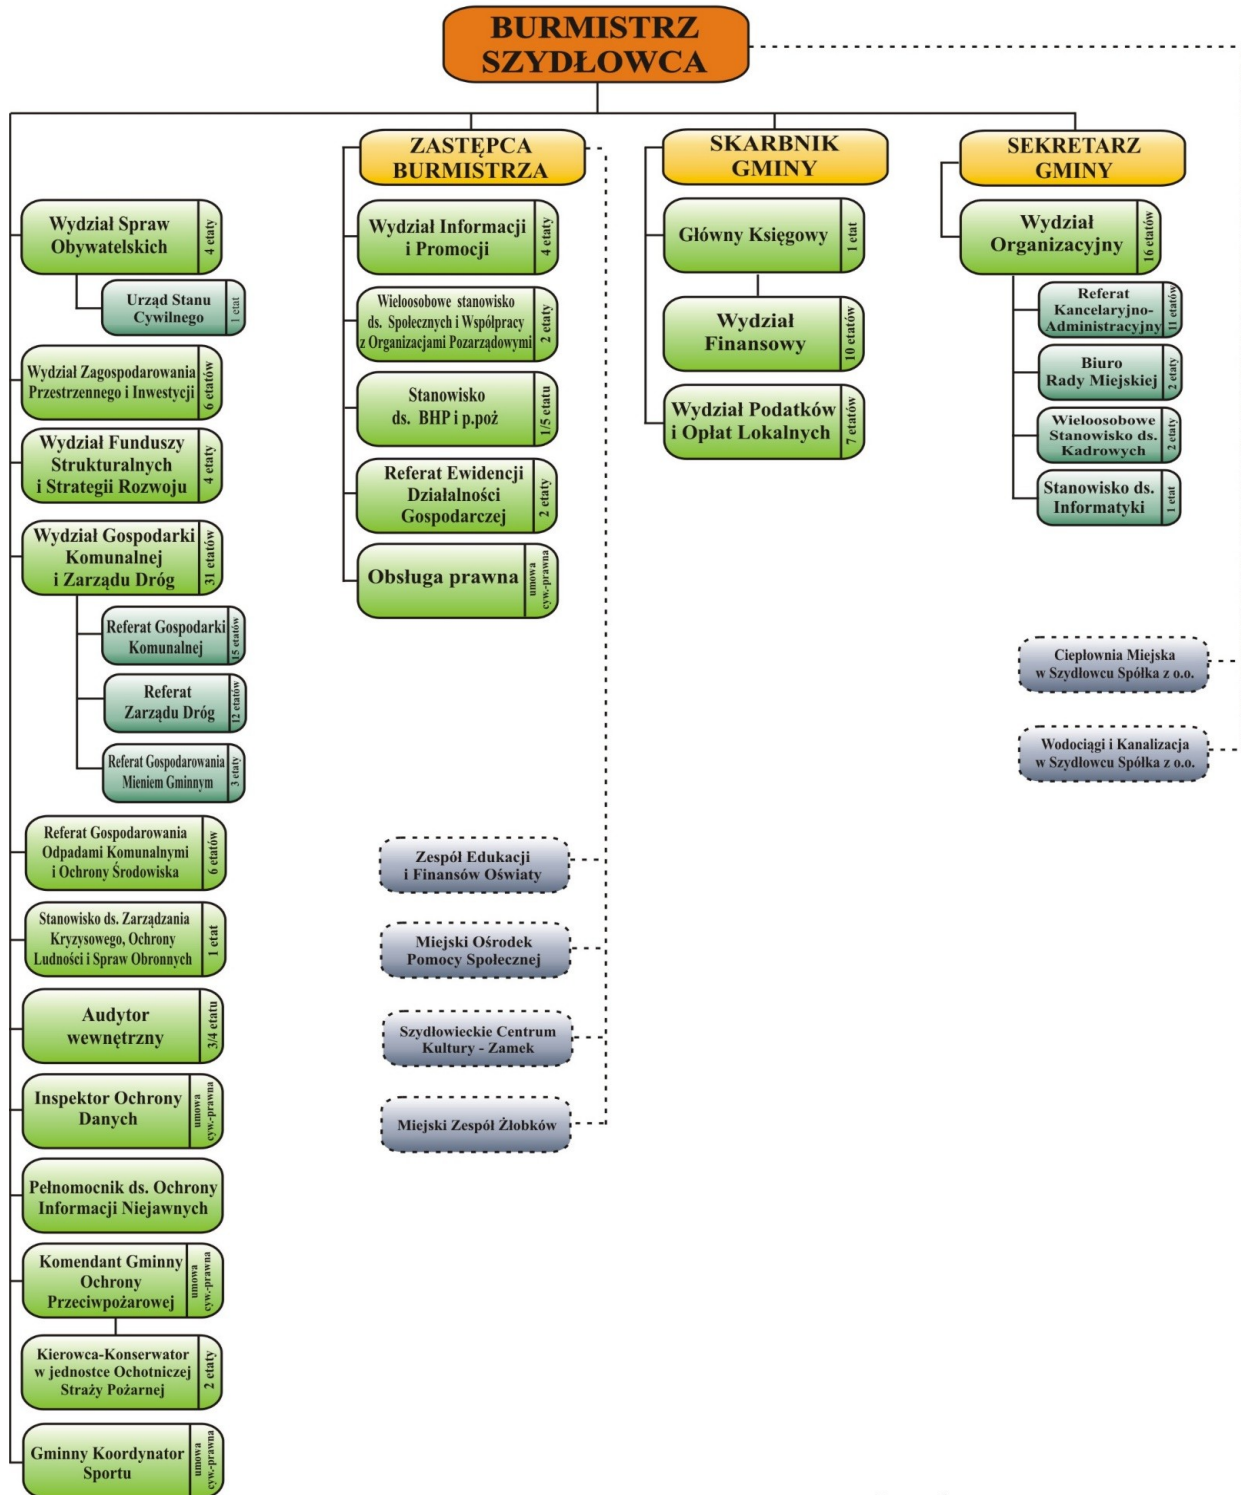 BURMISTRZ
SZYDŁOWCA
ZASTĘPCA
BURMISTRZA
SKARBNIK
GMINY
SEKRETARZ
GMINY
Wydział Spraw
Obywatelskich
4 etaty
Urząd Stanu
Cywilnego
1 etat
Wydział Zagospodarowania
Przestrzennego i Inwestycji
6 etatów
Wydział Funduszy
Strukturalnych
i Strategii Rozwoju
4 etaty
Wydział Gospodarki
Komunalnej
i Zarządu Dróg
31 etatów
Referat Gospodarki
Komunalnej
15 etatów
Referat
Zarządu Dróg
12 etatów
Referat Gospodarowania
Mieniem Gminnym
3 etaty
Referat Gospodarowania
Odpadami Komunalnymi
i Ochrony Środowiska
6 etatów
Stanowisko ds. Zarządzania
Kryzysowego, Ochrony
Ludności i Spraw Obronnych
1 etat
Audytor
wewnętrzny
3/4 etatu
Inspektor Ochrony
Danych
umowa
cyw.-prawna
Pełnomocnik ds. Ochrony
Informacji Niejawnych
Komendant Gminny
Ochrony
Przeciwpożarowej
umowa
cyw.-prawna
Kierowca-Konserwator
w jednostce Ochotniczej
Straży Pożarnej
2 etaty
Gminny Koordynator
Sportu
umowa
cyw.-prawna
Wydział Informacji
i Promocji
4 etaty
Wieloosobowe stanowisko
ds. Społecznych i Współpracy
z Organizacjami Pozarządowymi
2 etaty
Stanowisko
ds. BHP i p.poż
1/5 etatu
Referat Ewidencji
Działalności
Gospodarczej
2 etaty
Obsługa prawna
umowa
cyw.-prawna
Zespół Edukacji
i Finansów Oświaty
Miejski Ośrodek
Pomocy Społecznej
Szydłowieckie Centrum
Kultury - Zamek
Miejski Zespół Żłobków
Główny Księgowy
1 etat
Wydział
Finansowy
10 etatów
Wydział Podatków
i Opłat Lokalnych
7 etatów
Wydział
Organizacyjny
16 etatów
Referat
Kancelaryjno-
Administracyjny
11 etatów
Biuro
Rady Miejskiej
2 etaty
Wieloosobowe
Stanowisko ds.
Kadrowych
2 etaty
Stanowisko ds.
Informatyki
1 etat
Ciepłownia Miejska
w Szydłowcu Spółka z o.o.
Wodociągi i Kanalizacja
w Szydłowcu Spółka z o.o.